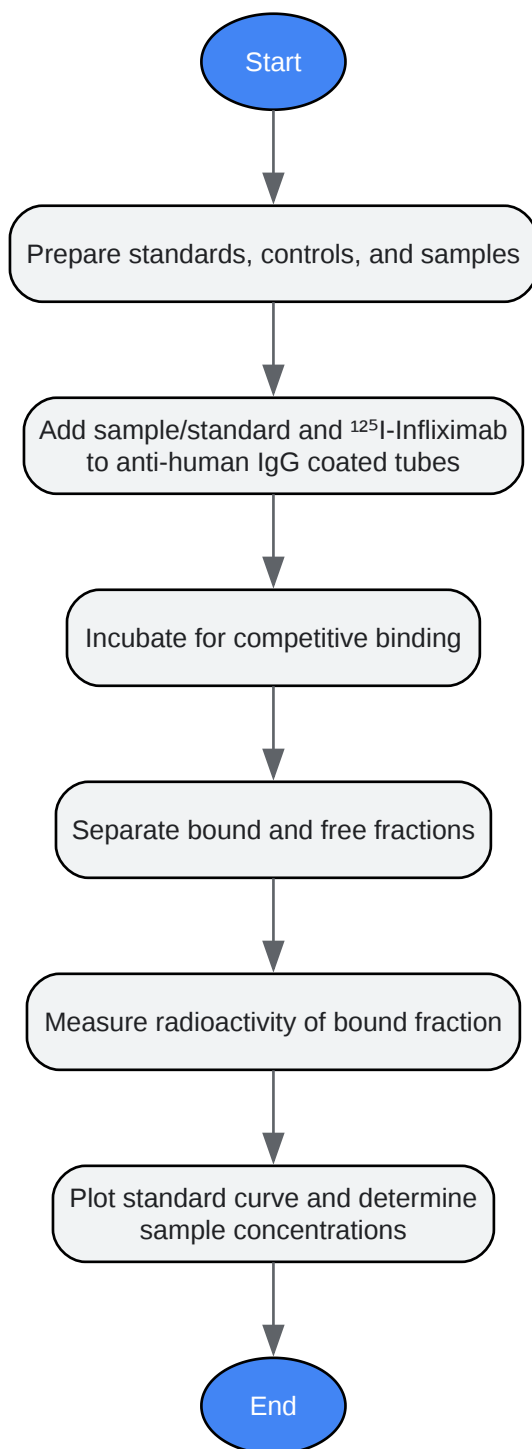 Start
Prepare standards, controls, and samples
Add sample/standard and ¹²⁵I-Infliximab
to anti-human IgG coated tubes
Incubate for competitive binding
Separate bound and free fractions
Measure radioactivity of bound fraction
Plot standard curve and determine
sample concentrations
End